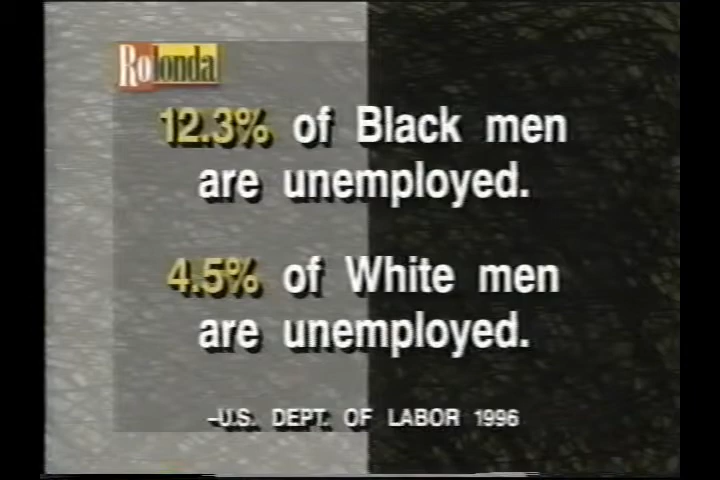 Rolonda
12.3% of Black men
are unemployed.
4.5% of White men
are unemployed.
–U.S. DEPT. OF LABOR 1996